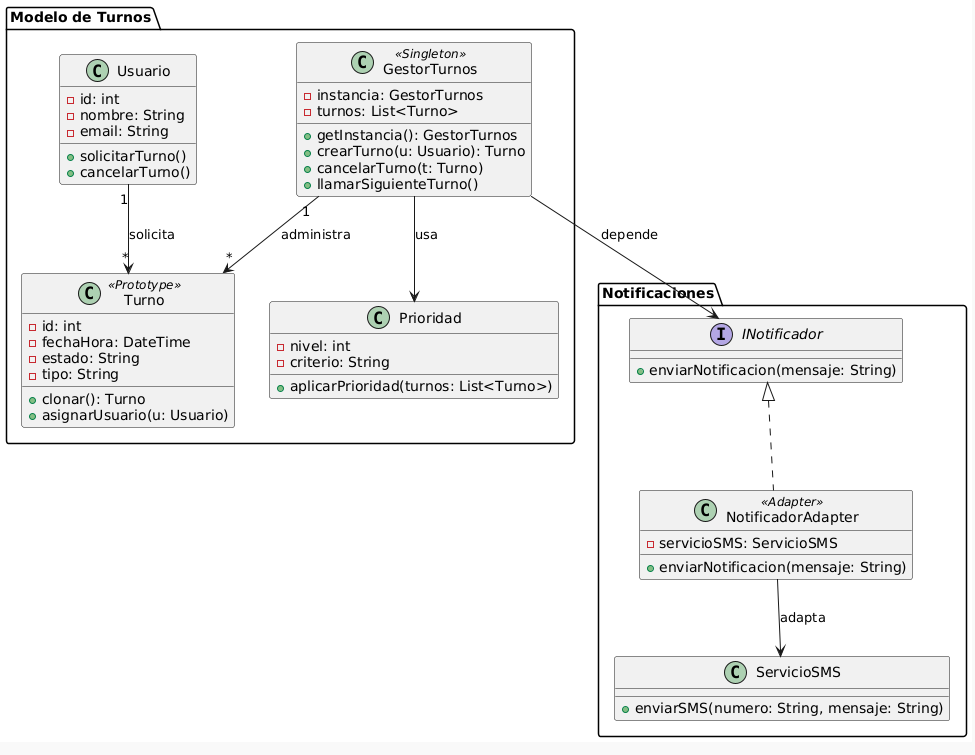 Modelo de Turnos
Usuario
id: int
nombre: String
email: String
solicitarTurno()
cancelarTurno()
«Singleton»
GestorTurnos
instancia: GestorTurnos
turnos: List<Turno>
getInstancia(): GestorTurnos
crearTurno(u: Usuario): Turno
cancelarTurno(t: Turno)
llamarSiguienteTurno()
1
solicita
*
1
administra
*
usa
depende
«Prototype»
Turno
id: int
fechaHora: DateTime
estado: String
tipo: String
clonar(): Turno
asignarUsuario(u: Usuario)
Prioridad
nivel: int
criterio: String
aplicarPrioridad(turnos: List<Turno>)
Notificaciones
INotificador
enviarNotificacion(mensaje: String)
«Adapter»
NotificadorAdapter
servicioSMS: ServicioSMS
enviarNotificacion(mensaje: String)
adapta
ServicioSMS
enviarSMS(numero: String, mensaje: String)
C
C
C
C
I
C
C